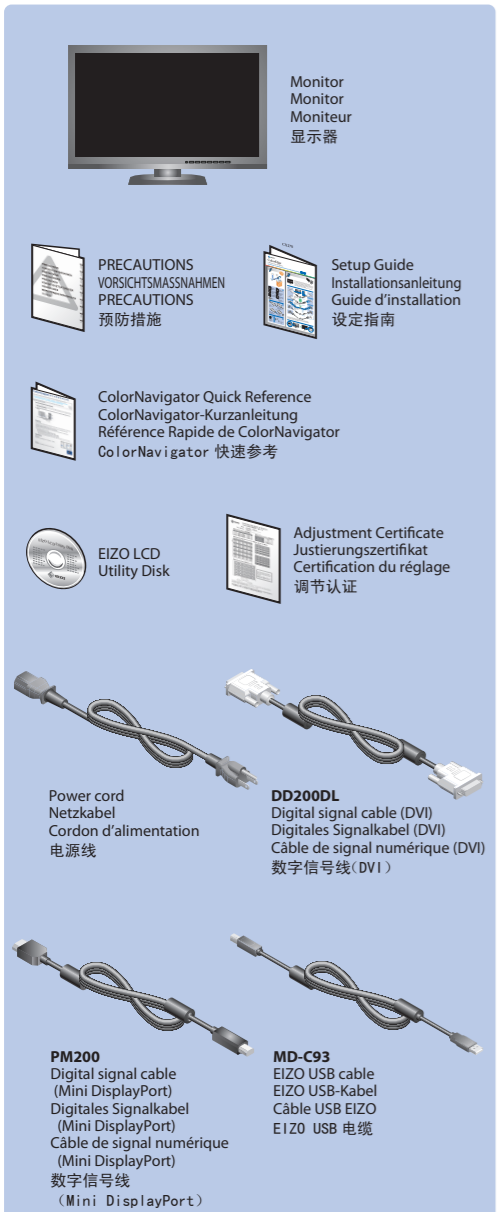 Monitor
Monitor
Moniteur
显示器
PRECAUTIONS
VORSICHTSMASSNAHMEN
PRECAUTIONS
预防措施
Setup Guide
Installationsanleitung
Guide d’installation
设定指南
ColorNavigator Quick Reference
ColorNavigator-Kurzanleitung
Référence Rapide de ColorNavigator
ColorNavigator 快速参考
EIZO LCD
Utility Disk
Adjustment Certificate
Justierungszertifikat
Certification du réglage
调节认证
Power cord
Netzkabel
Cordon d’alimentation
电源线
DD200DL
Digital signal cable (DVI)
Digitales Signalkabel (DVI)
Câble de signal numérique (DVI)
数字信号线（DVI）
PM200
Digital signal cable
(Mini DisplayPort)
Digitales Signalkabel
(Mini DisplayPort)
Câble de signal numérique
(Mini DisplayPort)
数字信号线
（Mini DisplayPort）
MD-C93
EIZO USB cable
EIZO USB-Kabel
Câble USB EIZO
EIZO USB 电缆